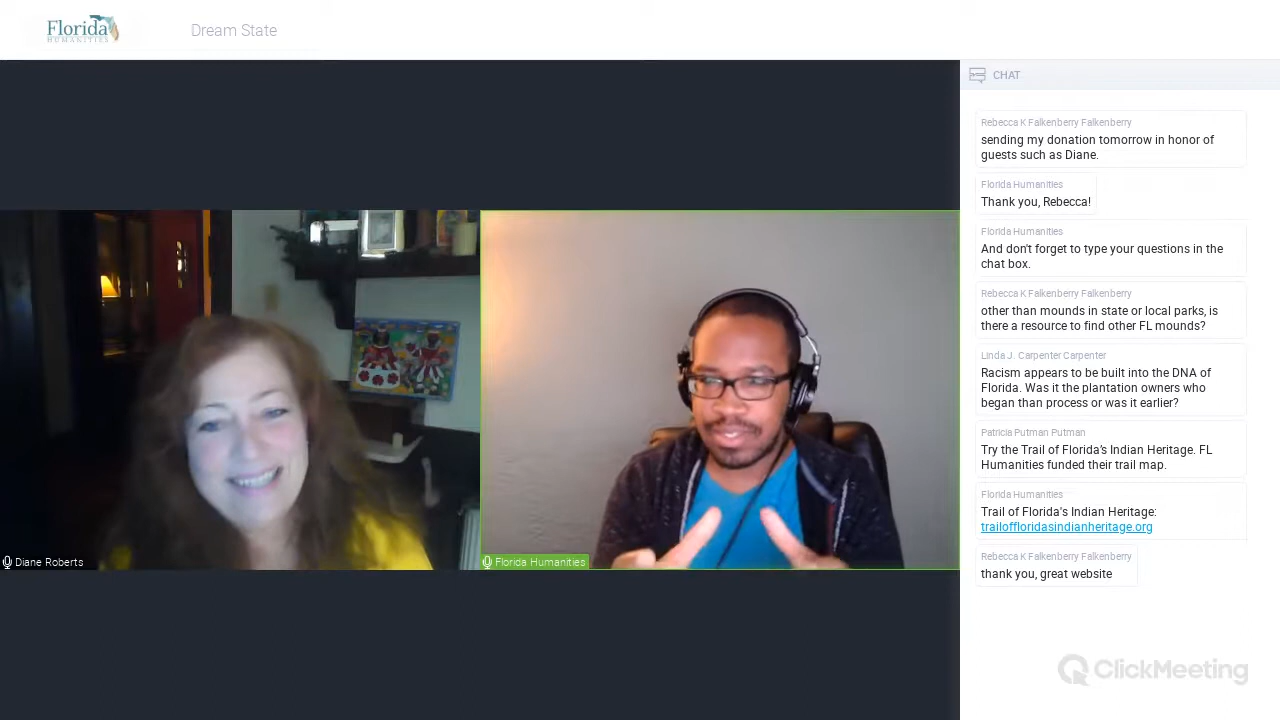 Florida
HUMANITIES
Dream State
CHAT
Rebecca K Falkenberry Falkenberry
sending my donation tomorrow in honor of
guests such as Diane.
Florida Humanities
Thank you, Rebecca!
Florida Humanities
And don't forget to type your questions in the
chat box.
Rebecca K Falkenberry Falkenberry
other than mounds in state or local parks, is
there a resource to find other FL mounds?
Linda J. Carpenter Carpenter
Racism appears to be built into the DNA of
Florida. Was it the plantation owners who
began than process or was it earlier?
Patricia Putman Putman
Try the Trail of Florida's Indian Heritage. FL
Humanities funded their trail map.
Florida Humanities
Trail of Florida's Indian Heritage:
trailoffloridasindianheritage.org
Rebecca K Falkenberry Falkenberry
thank you, great website
Diane Roberts
Florida Humanities
ClickMeeting